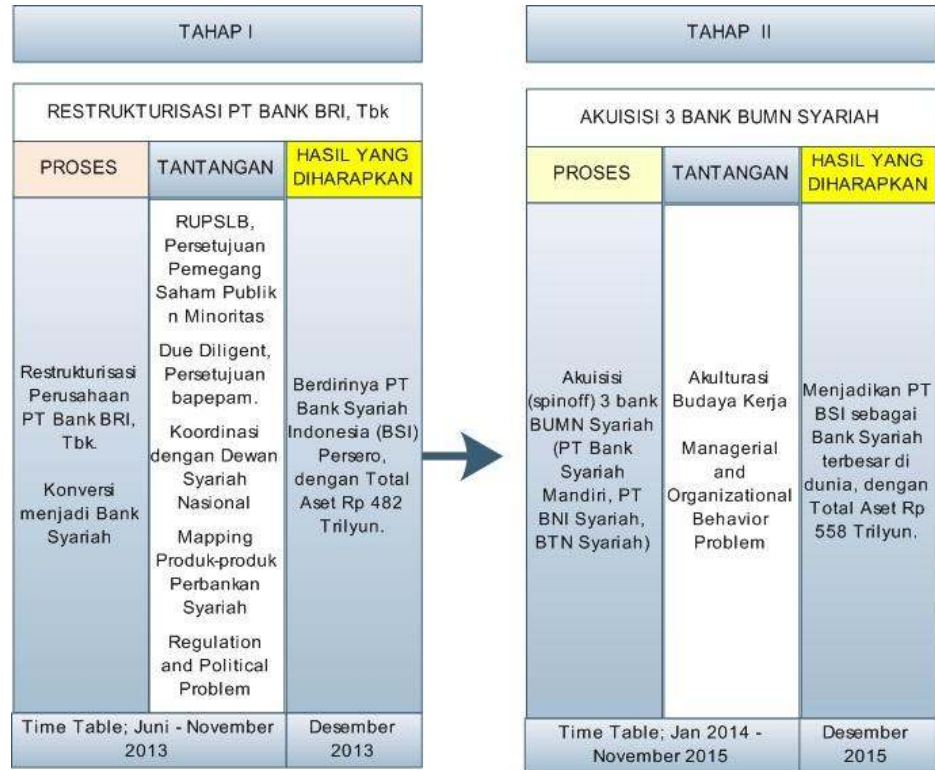 TAHAP I
RESTRUKTURISASI PT BANK BRI, Tbk
PROSES
TANTANGAN
HASIL YANG
DIHARAPKAN
Restrukturisasi
Perusahaan
PT Bank BRI,
Tbk.
Konversi
menjadi Bank
Syariah
RUPSLB,
Persetujuan
Pemegang
Saham Publik
n Minoritas
Due Diligent,
Persetujuan
bapepam.
Koordinasi
dengan Dewan
Syariah
Nasional
Mapping
Produk-produk
Perbankan
Syariah
Regulation
and Political
Problem
Berdirinya PT
Bank Syariah
Indonesia (BSI)
Persero,
dengan Total
Aset Rp 482
Trilyun.
Time Table; Juni - November
2013
Desember
2013
TAHAP II
AKUISISI 3 BANK BUMN SYARIAH
PROSES
TANTANGAN
HASIL YANG
DIHARAPKAN
Akuisisi
(spinoff) 3 bank
BUMN Syariah
(PT Bank
Syariah
Mandiri, PT
BNI Syariah,
BTN Syariah)
Akulturasi
Budaya Kerja
Managerial
and
Organizational
Behavior
Problem
Menjadikan PT
BSI sebagai
Bank Syariah
terbesar di
dunia, dengan
Total Aset Rp
558 Trilyun.
Time Table; Jan 2014 -
November 2015
Desember
2015